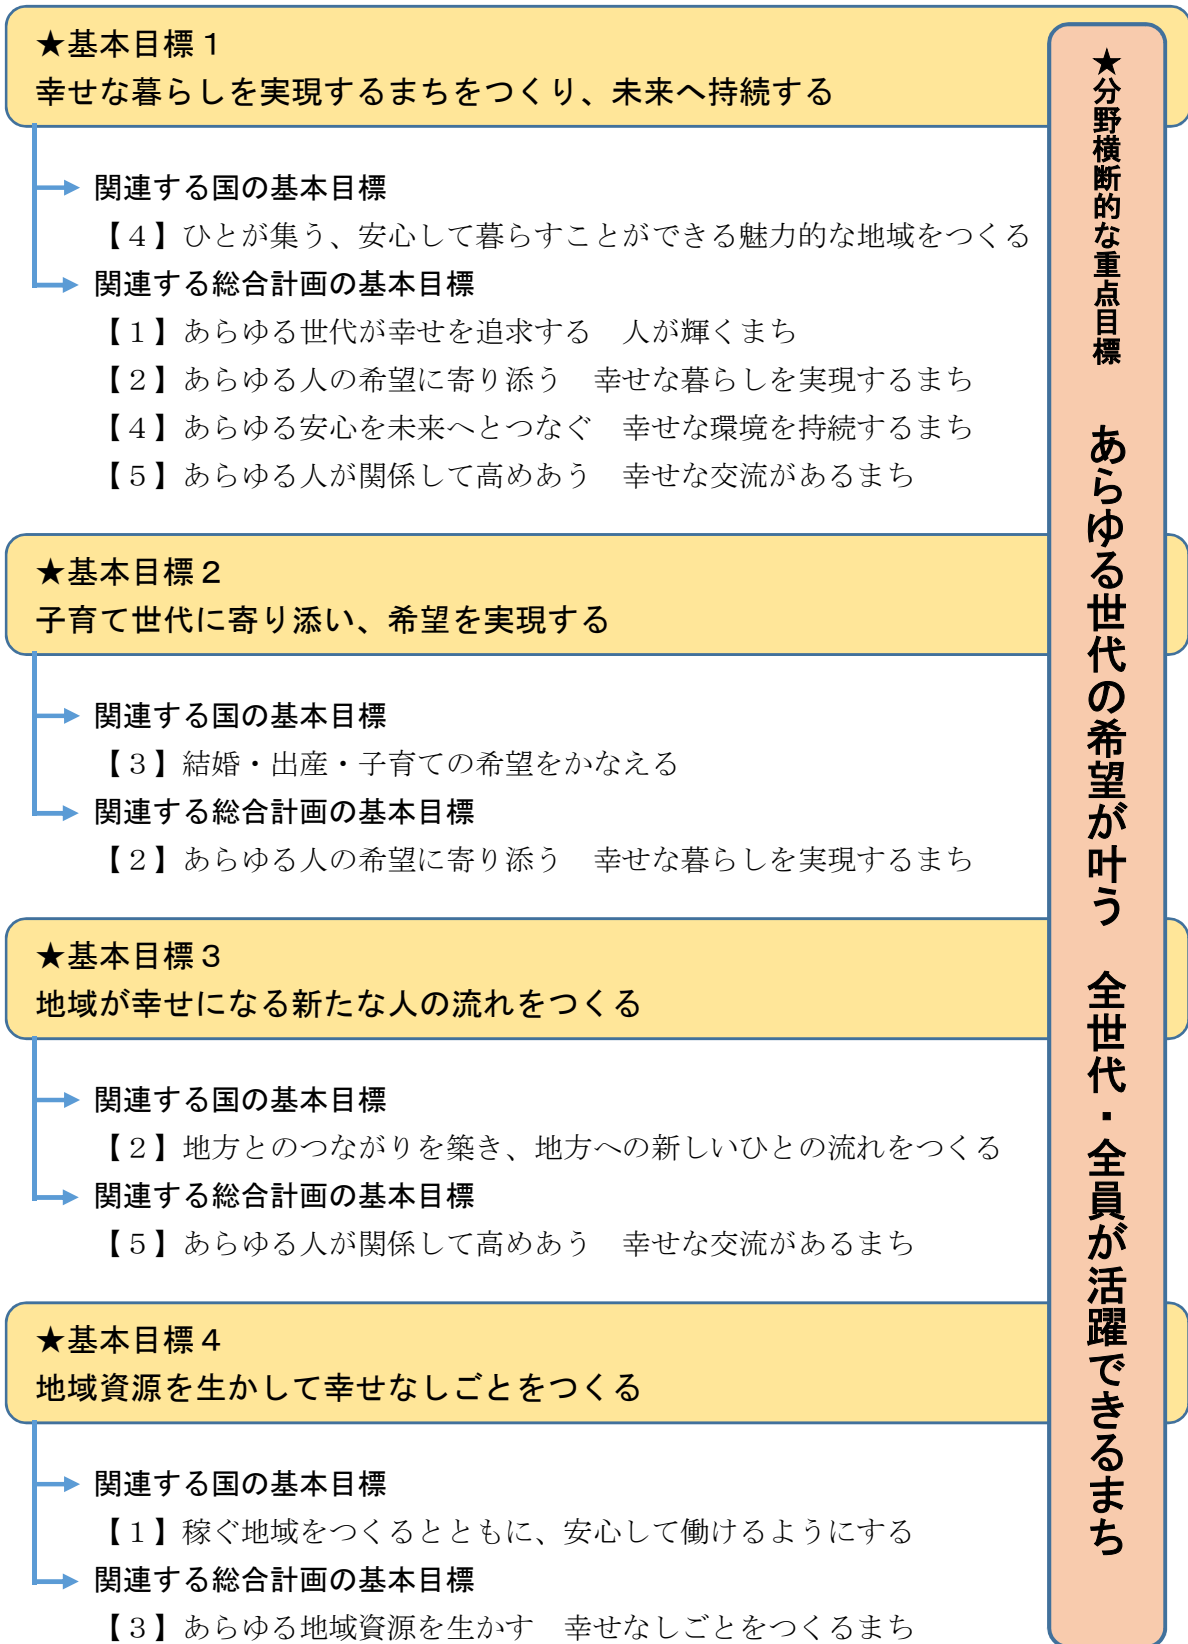 ★基本目標１
幸せな暮らしを実現するまちをつくり、未来へ持続する
関連する国の基本目標
【４】ひとが集う、安心して暮らすことができる魅力的な地域をつくる
関連する総合計画の基本目標
【１】あらゆる世代が幸せを追求する　人が輝くまち
【２】あらゆる人の希望に寄り添う　幸せな暮らしを実現するまち
【４】あらゆる安心を未来へとつなぐ　幸せな環境を持続するまち
【５】あらゆる人が関係して高めあう　幸せな交流があるまち
★基本目標２
子育て世代に寄り添い、希望を実現する
関連する国の基本目標
【３】結婚・出産・子育ての希望をかなえる
関連する総合計画の基本目標
【２】あらゆる人の希望に寄り添う　幸せな暮らしを実現するまち
★基本目標３
地域が幸せになる新たな人の流れをつくる
関連する国の基本目標
【２】地方とのつながりを築き、地方への新しいひとの流れをつくる
関連する総合計画の基本目標
【５】あらゆる人が関係して高めあう　幸せな交流があるまち
★基本目標４
地域資源を生かして幸せなしごとをつくる
関連する国の基本目標
【１】稼ぐ地域をつくるとともに、安心して働けるようにする
関連する総合計画の基本目標
【３】あらゆる地域資源を生かす　幸せなしごとをつくるまち
★分野横断的な重点目標　あらゆる世代の希望が叶う　全世代・全員が活躍できるまち